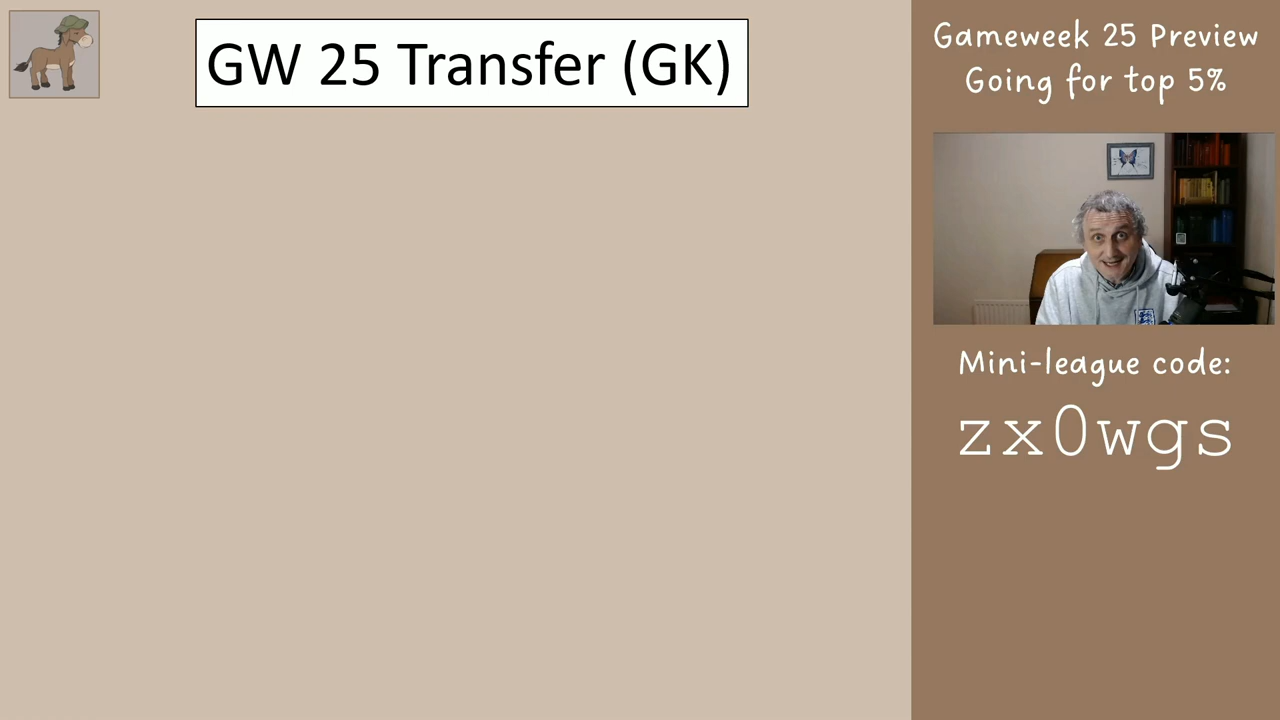 GW 25 Transfer (GK)
Gameweek 25 Preview
Going for top 5%
Mini-league code:
zx0wgs